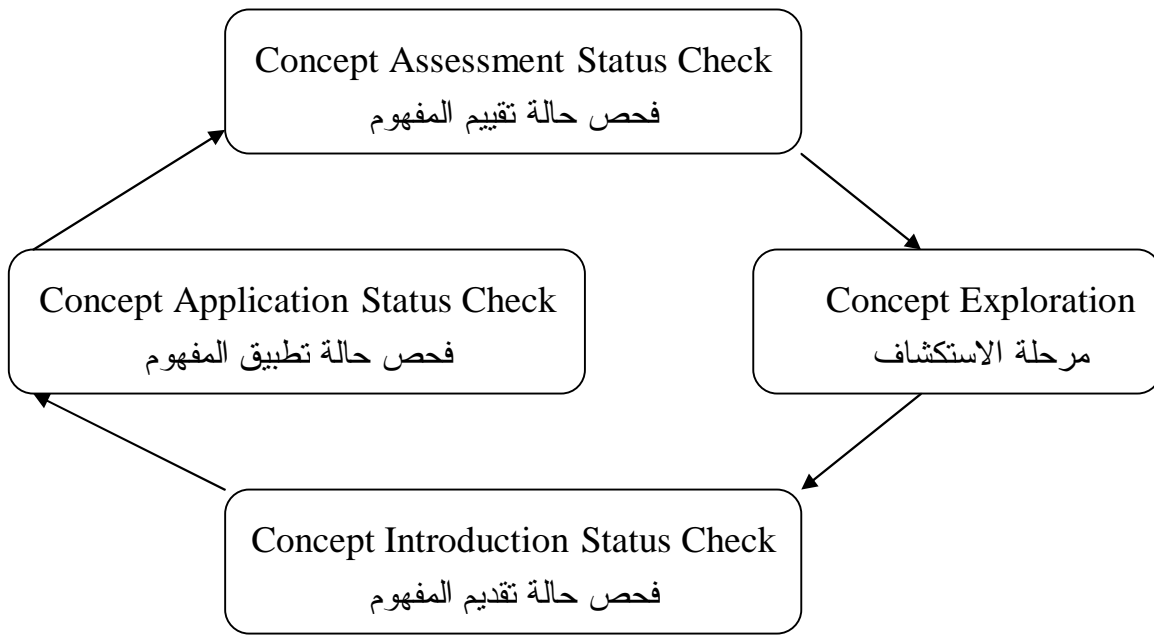 Concept Assessment Status Check
فحص حالة تقييم المفهوم
Concept Application Status Check
فحص حالة تطبيق المفهوم
Concept Exploration
مرحلة الاستكشاف
Concept Introduction Status Check
فحص حالة تقديم المفهوم